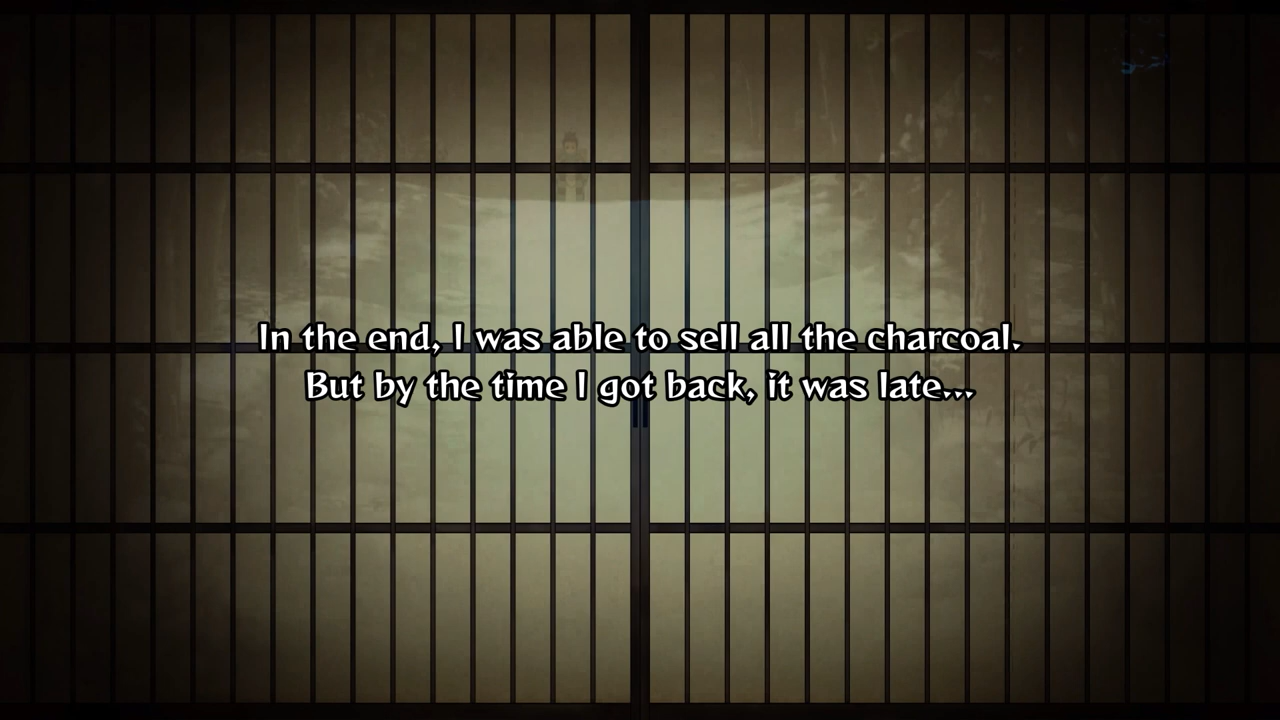 In the end, I was able to sell all the charcoal.
But by the time I got back, it was late...